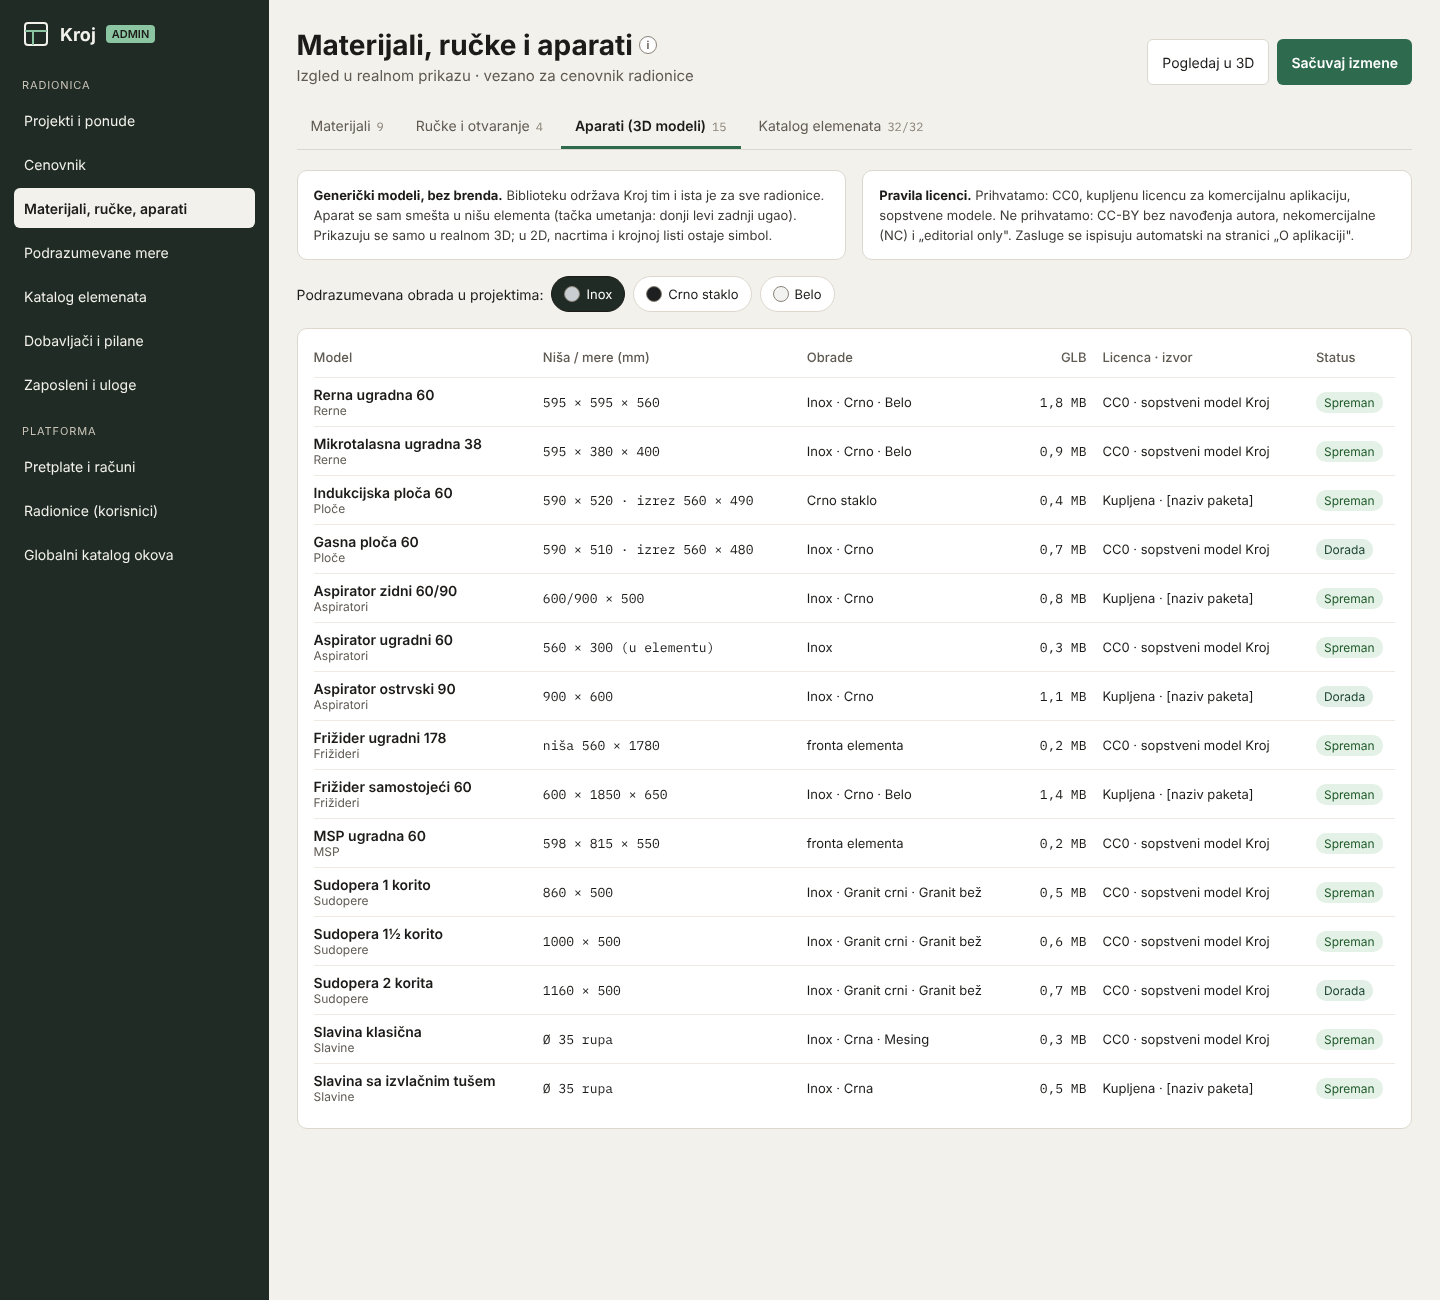 Kroj ADMIN
RADIONICA
Projekti i ponude
Cenovnik
Materijali, ručke, aparati
Podrazumevane mere
Katalog elemenata
Dobavljači i pilane
Zaposleni i uloge
PLATFORMA
Pretplate i računi
Radionice (korisnici)
Globalni katalog okova
Materijali, ručke i aparati i
Izgled u realnom prikazu · vezano za cenovnik radionice
Pogledaj u 3D
Sačuvaj izmene
Materijali 9
Ručke i otvaranje 4
Aparati (3D modeli) 15
Katalog elemenata 32/32
Generički modeli, bez brenda. Biblioteku održava Kroj tim i ista je za sve radionice.
Aparat se sam smešta u nišu elementa (tačka umetanja: donji levi zadnji ugao).
Prikazuju se samo u realnom 3D; u 2D, nacrtima i krojnoj listi ostaje simbol.
Pravila licenci. Prihvatamo: CC0, kupljenu licencu za komercijalnu aplikaciju,
sopstvene modele. Ne prihvatamo: CC-BY bez navođenja autora, nekomercijalne
(NC) i „editorial only". Zasluge se ispisuju automatski na stranici „O aplikaciji".
Podrazumevana obrada u projektima: Inox Crno staklo Belo
Model Niša / mere (mm) Obrade GLB Licenca · izvor Status
Rerna ugradna 60
Rerne
595 × 595 × 560 Inox · Crno · Belo 1,8 MB CC0 · sopstveni model Kroj Spreman
Mikrotalasna ugradna 38
Rerne
595 × 380 × 400 Inox · Crno · Belo 0,9 MB CC0 · sopstveni model Kroj Spreman
Indukcijska ploča 60
Ploče
590 × 520 · izrez 560 × 490 Crno staklo 0,4 MB Kupljena · [naziv paketa] Spreman
Gasna ploča 60
Ploče
590 × 510 · izrez 560 × 480 Inox · Crno 0,7 MB CC0 · sopstveni model Kroj Dorada
Aspirator zidni 60/90
Aspiratori
600/900 × 500 Inox · Crno 0,8 MB Kupljena · [naziv paketa] Spreman
Aspirator ugradni 60
Aspiratori
560 × 300 (u elementu) Inox 0,3 MB CC0 · sopstveni model Kroj Spreman
Aspirator ostrvski 90
Aspiratori
900 × 600 Inox · Crno 1,1 MB Kupljena · [naziv paketa] Dorada
Frižider ugradni 178
Frižideri
niša 560 × 1780 fronta elementa 0,2 MB CC0 · sopstveni model Kroj Spreman
Frižider samostojeći 60
Frižideri
600 × 1850 × 650 Inox · Crno · Belo 1,4 MB Kupljena · [naziv paketa] Spreman
MSP ugradna 60
MSP
598 × 815 × 550 fronta elementa 0,2 MB CC0 · sopstveni model Kroj Spreman
Sudopera 1 korito
Sudopere
860 × 500 Inox · Granit crni · Granit bež 0,5 MB CC0 · sopstveni model Kroj Spreman
Sudopera 1½ korito
Sudopere
1000 × 500 Inox · Granit crni · Granit bež 0,6 MB CC0 · sopstveni model Kroj Spreman
Sudopera 2 korita
Sudopere
1160 × 500 Inox · Granit crni · Granit bež 0,7 MB CC0 · sopstveni model Kroj Dorada
Slavina klasična
Slavine
Ø 35 rupa Inox · Crna · Mesing 0,3 MB CC0 · sopstveni model Kroj Spreman
Slavina sa izvlačnim tušem
Slavine
Ø 35 rupa Inox · Crna 0,5 MB Kupljena · [naziv paketa] Spreman